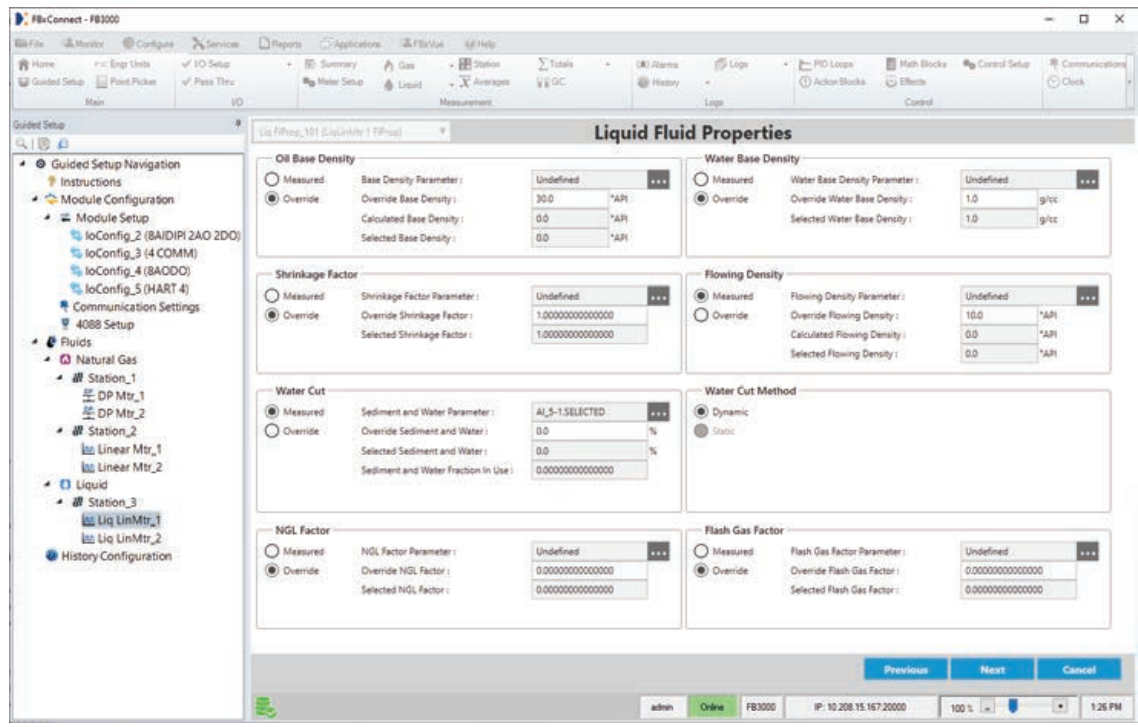 FBxConnect - FB3000
File Monitor Configure Services Reports Applications FBxVue Help
Home Engr Units I/O Setup Summary Gas Station Totals Alarms Logs PID Loops Math Blocks Control Setup Communications
Guided Setup Point Picker Pass Thru Meter Setup Liquid Averages GC History Action Blocks Effects Clock
Main I/O Measurement Logs Control
Guided Setup
Guided Setup Navigation
Instructions
Module Configuration
Module Setup
IoConfig_2 (8AIDIPI 2AO 2DO)
IoConfig_3 (4 COMM)
IoConfig_4 (8AODO)
IoConfig_5 (HART 4)
Communication Settings
4088 Setup
Fluids
Natural Gas
Station_1
DP Mtr_1
DP Mtr_2
Station_2
Linear Mtr_1
Linear Mtr_2
Liquid
Station_3
Liq LinMtr_1
Liq LinMtr_2
History Configuration
Liq FlProp_101 (LiqLinMtr 1 FlProp)
Liquid Fluid Properties
Oil Base Density
Measured Base Density Parameter : Undefined ...
Override Override Base Density : 30.0 °API
Calculated Base Density : 0.0 °API
Selected Base Density : 0.0 °API
Water Base Density
Measured Water Base Density Parameter : Undefined ...
Override Override Water Base Density : 1.0 g/cc
Selected Water Base Density : 1.0 g/cc
Shrinkage Factor
Measured Shrinkage Factor Parameter : Undefined ...
Override Override Shrinkage Factor : 1.00000000000000
Selected Shrinkage Factor : 1.00000000000000
Flowing Density
Measured Flowing Density Parameter : Undefined ...
Override Override Flowing Density : 10.0 °API
Calculated Flowing Density : 0.0 °API
Selected Flowing Density : 0.0 °API
Water Cut
Measured Sediment and Water Parameter : AI_5-1.SELECTED ...
Override Override Sediment and Water : 0.0 %
Selected Sediment and Water : 0.0 %
Sediment and Water Fraction In Use : 0.00000000000000
Water Cut Method
Dynamic
Static
NGL Factor
Measured NGL Factor Parameter : Undefined ...
Override Override NGL Factor : 0.00000000000000
Selected NGL Factor : 0.00000000000000
Flash Gas Factor
Measured Flash Gas Factor Parameter : Undefined ...
Override Override Flash Gas Factor : 0.00000000000000
Selected Flash Gas Factor : 0.00000000000000
Previous Next Cancel
admin Online FB3000 IP: 10.208.15.167:20000 100 % - + 1:26 PM